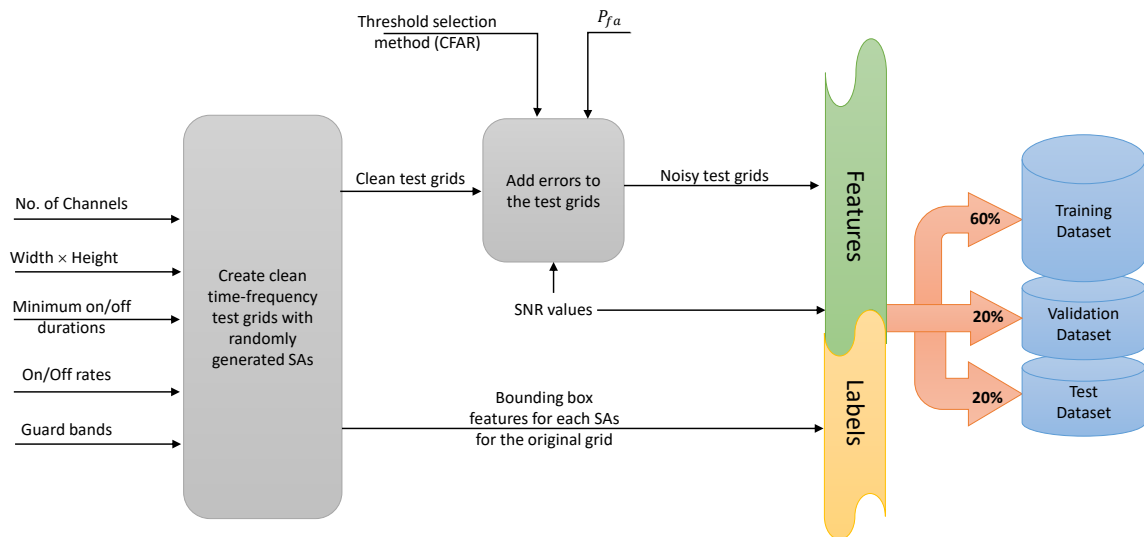 Threshold selection
method (CFAR)
P_fa
No. of Channels
Width × Height
Minimum on/off
durations
On/Off rates
Guard bands
Create clean
time-frequency
test grids with
randomly
generated SAs
Clean test grids
Add errors to
the test grids
Noisy test grids
SNR values
Bounding box
features for each SAs
for the original grid
Features
Labels
60%
20%
20%
Training
Dataset
Validation
Dataset
Test
Dataset